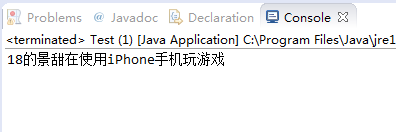 Problems @ Javadoc Declaration Console
<terminated> Test (1) [Java Application] C:\Program Files\Java\jre1
18的景甜在使用iPhone手机玩游戏